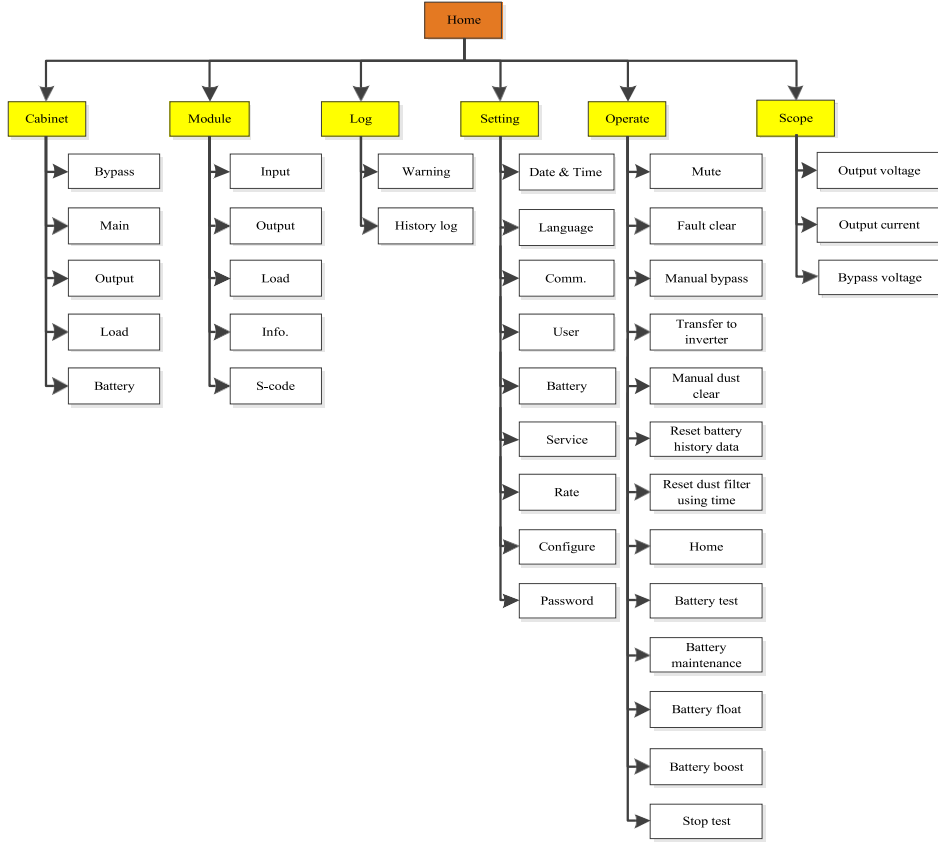 Home
Cabinet
Module
Log
Setting
Operate
Scope
Bypass
Main
Output
Load
Battery
Input
Output
Load
Info.
S-code
Warning
History log
Date & Time
Language
Comm.
User
Battery
Service
Rate
Configure
Password
Mute
Fault clear
Manual bypass
Transfer to
inverter
Manual dust
clear
Reset battery
history data
Reset dust filter
using time
Home
Battery test
Battery
maintenance
Battery float
Battery boost
Stop test
Output voltage
Output current
Bypass voltage